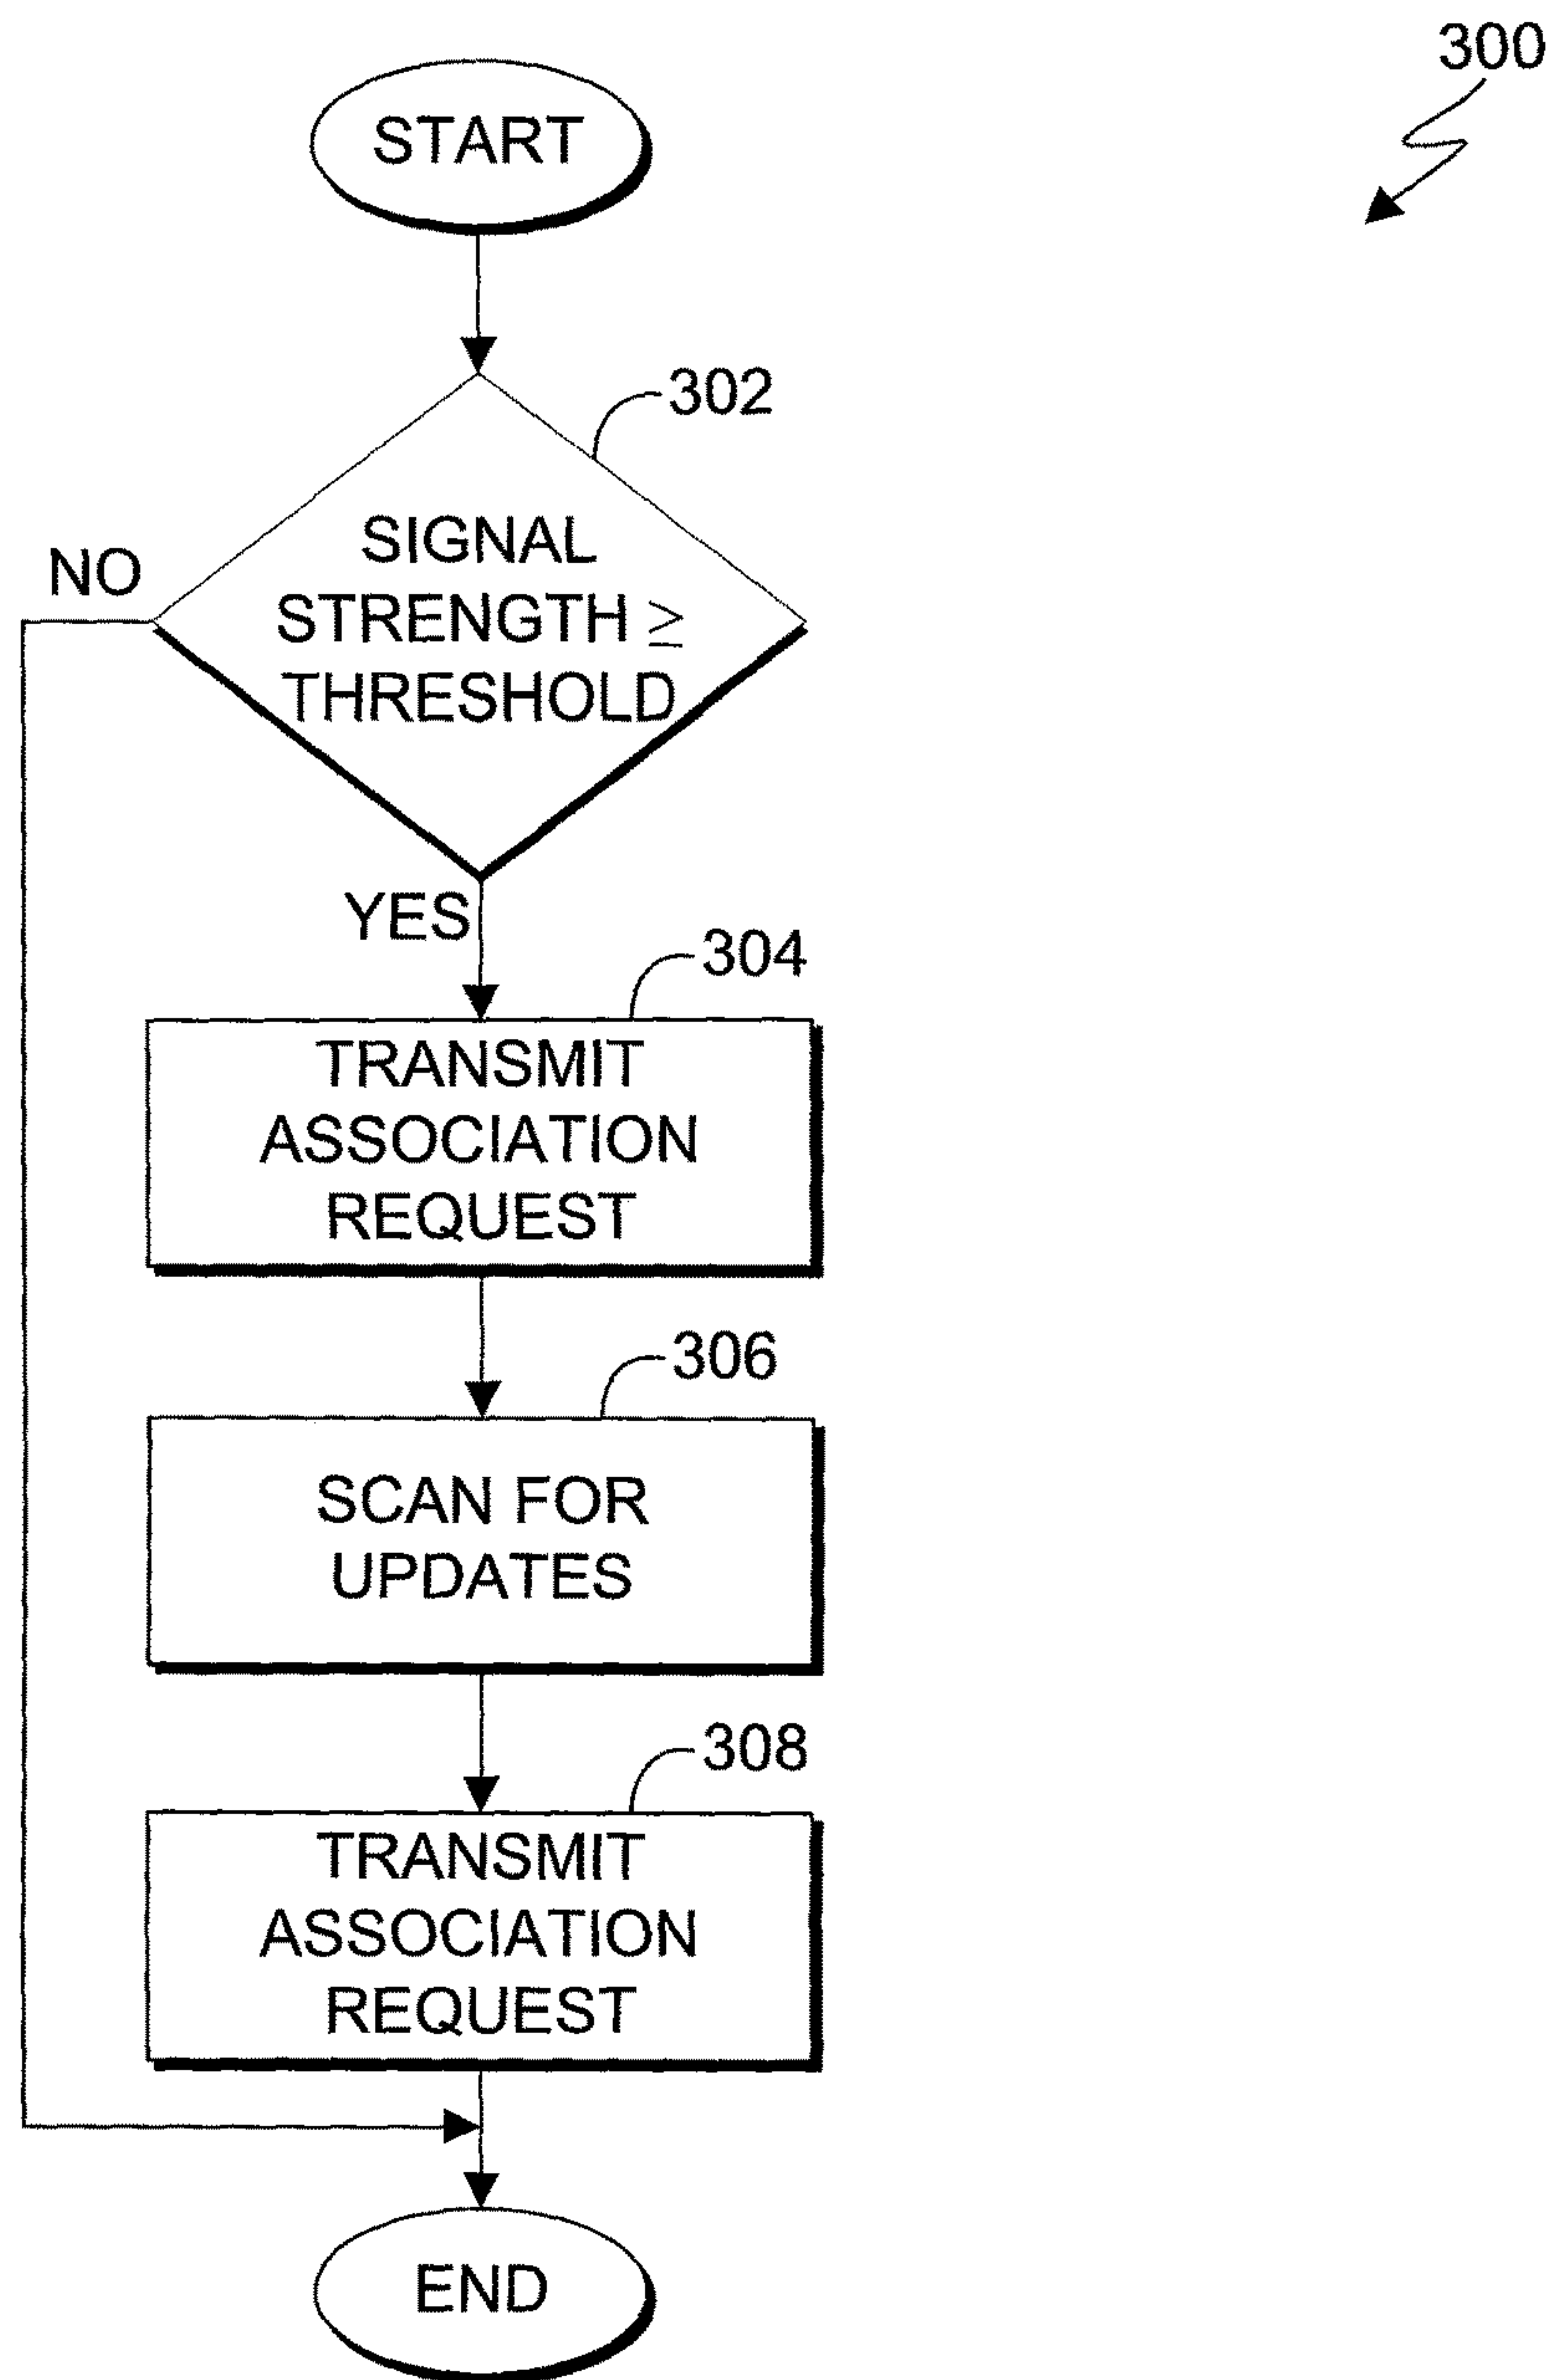 300
START
302
SIGNAL
STRENGTH ≥
THRESHOLD
NO
YES
304
TRANSMIT
ASSOCIATION
REQUEST
306
SCAN FOR
UPDATES
308
TRANSMIT
ASSOCIATION
REQUEST
END